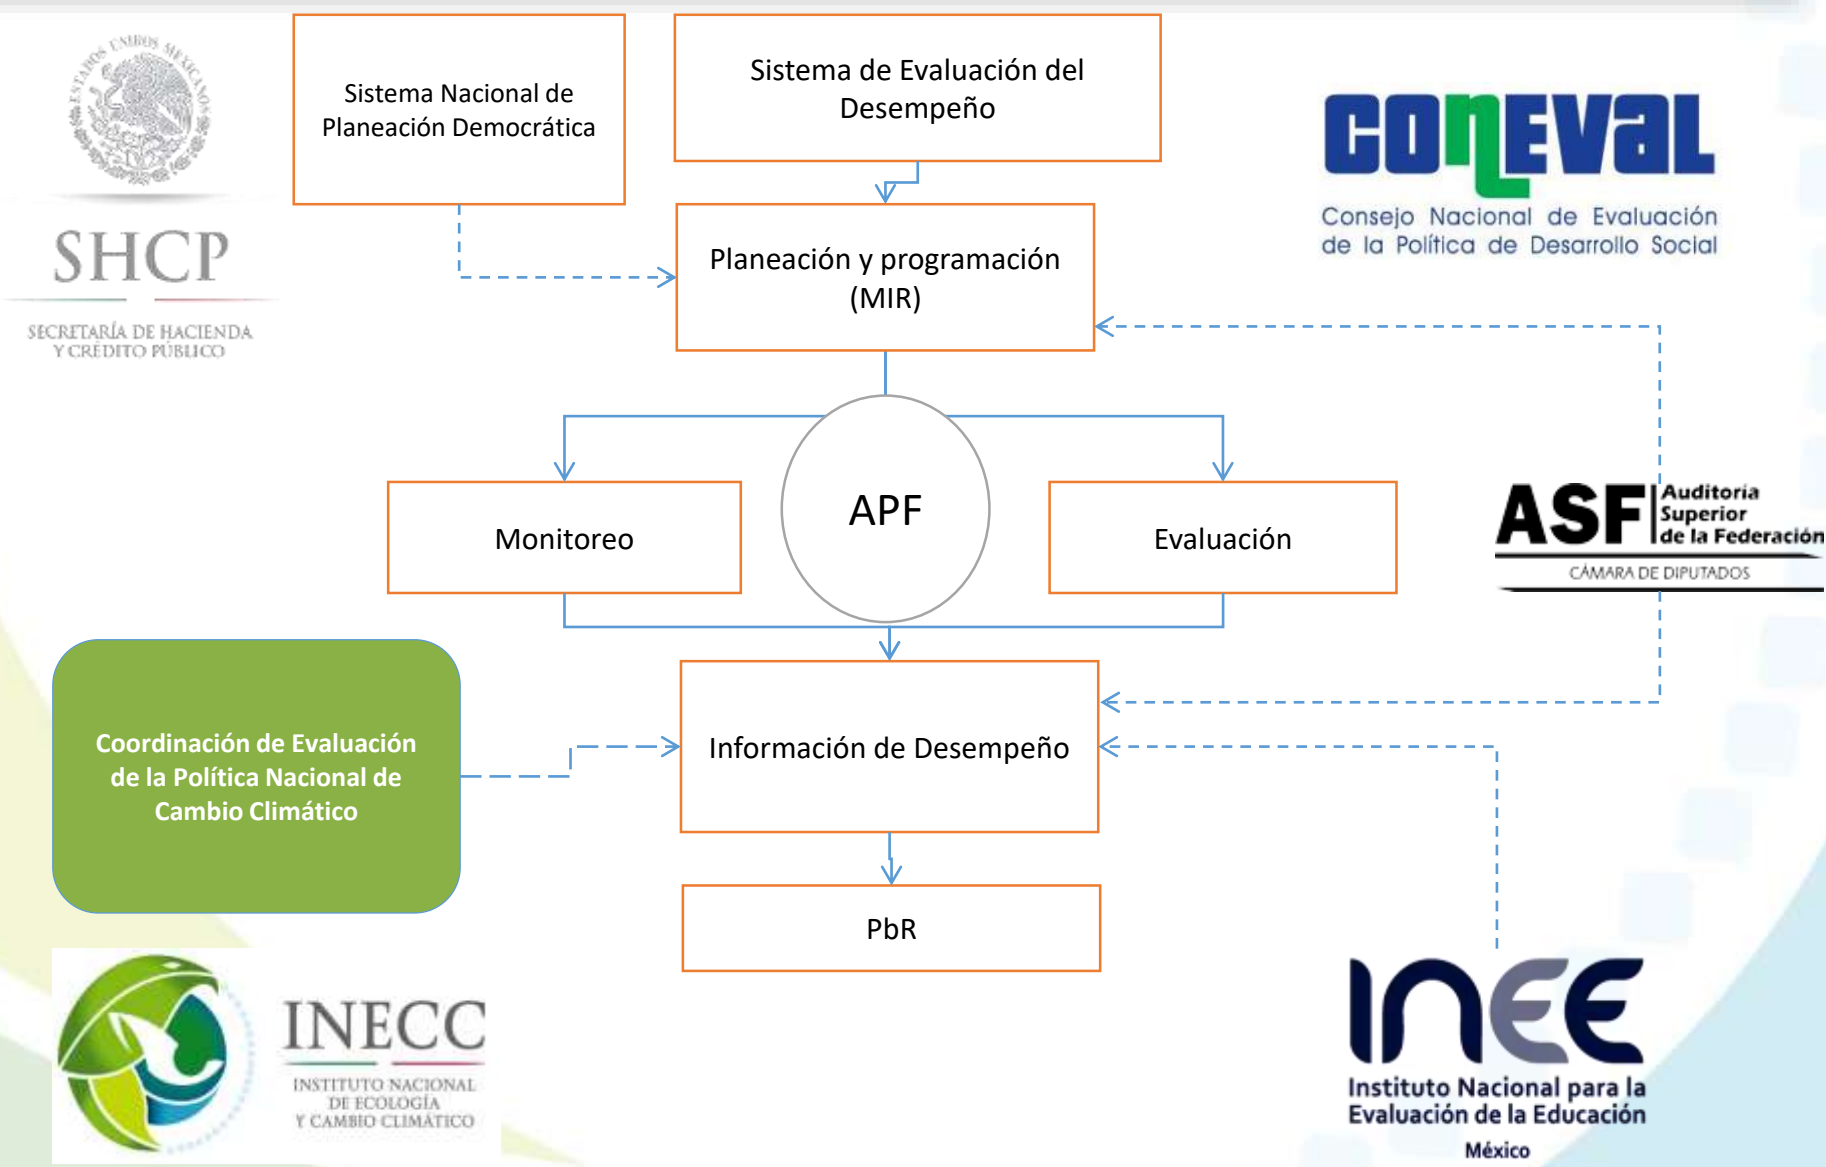 ESTADOS UNIDOS MEXICANOS
SHCP
SECRETARÍA DE HACIENDA
Y CRÉDITO PÚBLICO
Sistema Nacional de
Planeación Democrática
Sistema de Evaluación del
Desempeño
CONEVAL
Consejo Nacional de Evaluación
de la Política de Desarrollo Social
Planeación y programación
(MIR)
Monitoreo
APF
Evaluación
ASF
Auditoría
Superior
de la Federación
CÁMARA DE DIPUTADOS
Coordinación de Evaluación
de la Política Nacional de
Cambio Climático
Información de Desempeño
PbR
INECC
INSTITUTO NACIONAL
DE ECOLOGÍA
Y CAMBIO CLIMÁTICO
INEE
Instituto Nacional para la
Evaluación de la Educación
México